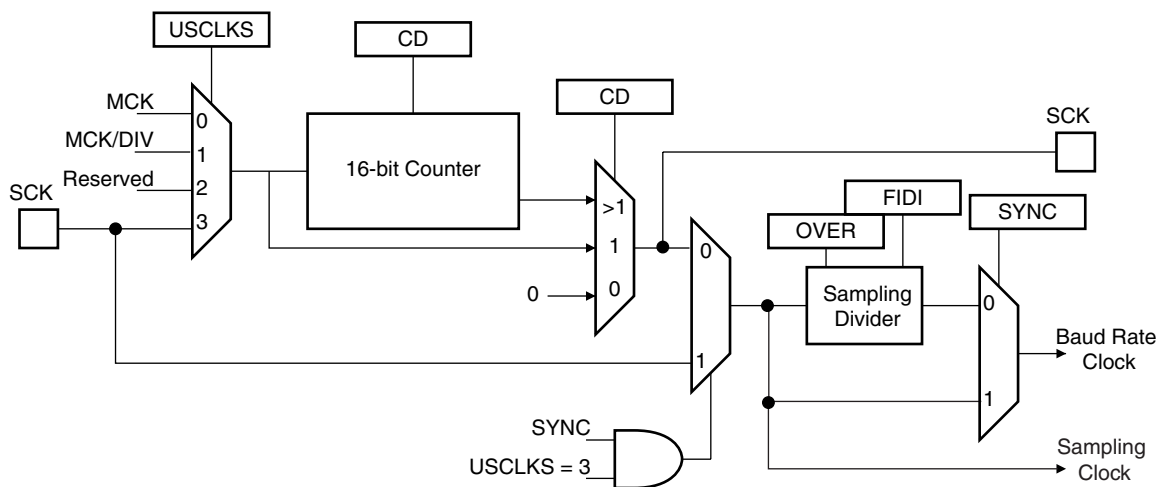 USCLKS
CD
CD
MCK
MCK/DIV
Reserved
SCK
0
1
2
3
16-bit Counter
>1
1
0
0
SCK
FIDI
OVER
SYNC
0
1
Sampling
Divider
0
1
Baud Rate
Clock
SYNC
USCLKS = 3
Sampling
Clock